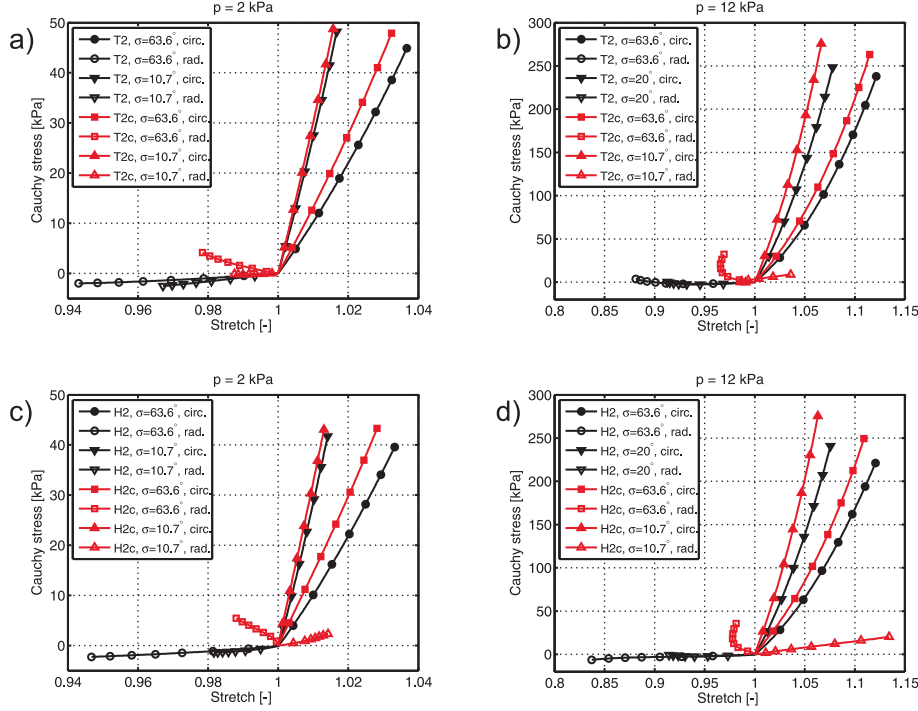 a)
p = 2 kPa
Cauchy stress [kPa]
50
40
30
20
10
0
T2, σ=63.6°, circ.
T2, σ=63.6°, rad.
T2, σ=10.7°, circ.
T2, σ=10.7°, rad.
T2c, σ=63.6°, circ.
T2c, σ=63.6°, rad.
T2c, σ=10.7°, circ.
T2c, σ=10.7°, rad.
0.94 0.96 0.98 1 1.02 1.04
Stretch [-]
b)
p = 12 kPa
Cauchy stress [kPa]
300
250
200
150
100
50
0
T2, σ=63.6°, circ.
T2, σ=63.6°, rad.
T2, σ=20°, circ.
T2, σ=20°, rad.
T2c, σ=63.6°, circ.
T2c, σ=63.6°, rad.
T2c, σ=10.7°, circ.
T2c, σ=10.7°, rad.
0.8 0.85 0.9 0.95 1 1.05 1.1 1.15
Stretch [-]
c)
p = 2 kPa
Cauchy stress [kPa]
50
40
30
20
10
0
H2, σ=63.6°, circ.
H2, σ=63.6°, rad.
H2, σ=10.7°, circ.
H2, σ=10.7°, rad.
H2c, σ=63.6°, circ.
H2c, σ=63.6°, rad.
H2c, σ=10.7°, circ.
H2c, σ=10.7°, rad.
0.94 0.96 0.98 1 1.02 1.04
Stretch [-]
d)
p = 12 kPa
Cauchy stress [kPa]
300
250
200
150
100
50
0
H2, σ=63.6°, circ.
H2, σ=63.6°, rad.
H2, σ=20°, circ.
H2, σ=20°, rad.
H2c, σ=63.6°, circ.
H2c, σ=63.6°, rad.
H2c, σ=10.7°, circ.
H2c, σ=10.7°, rad.
0.8 0.85 0.9 0.95 1 1.05 1.1 1.15
Stretch [-]